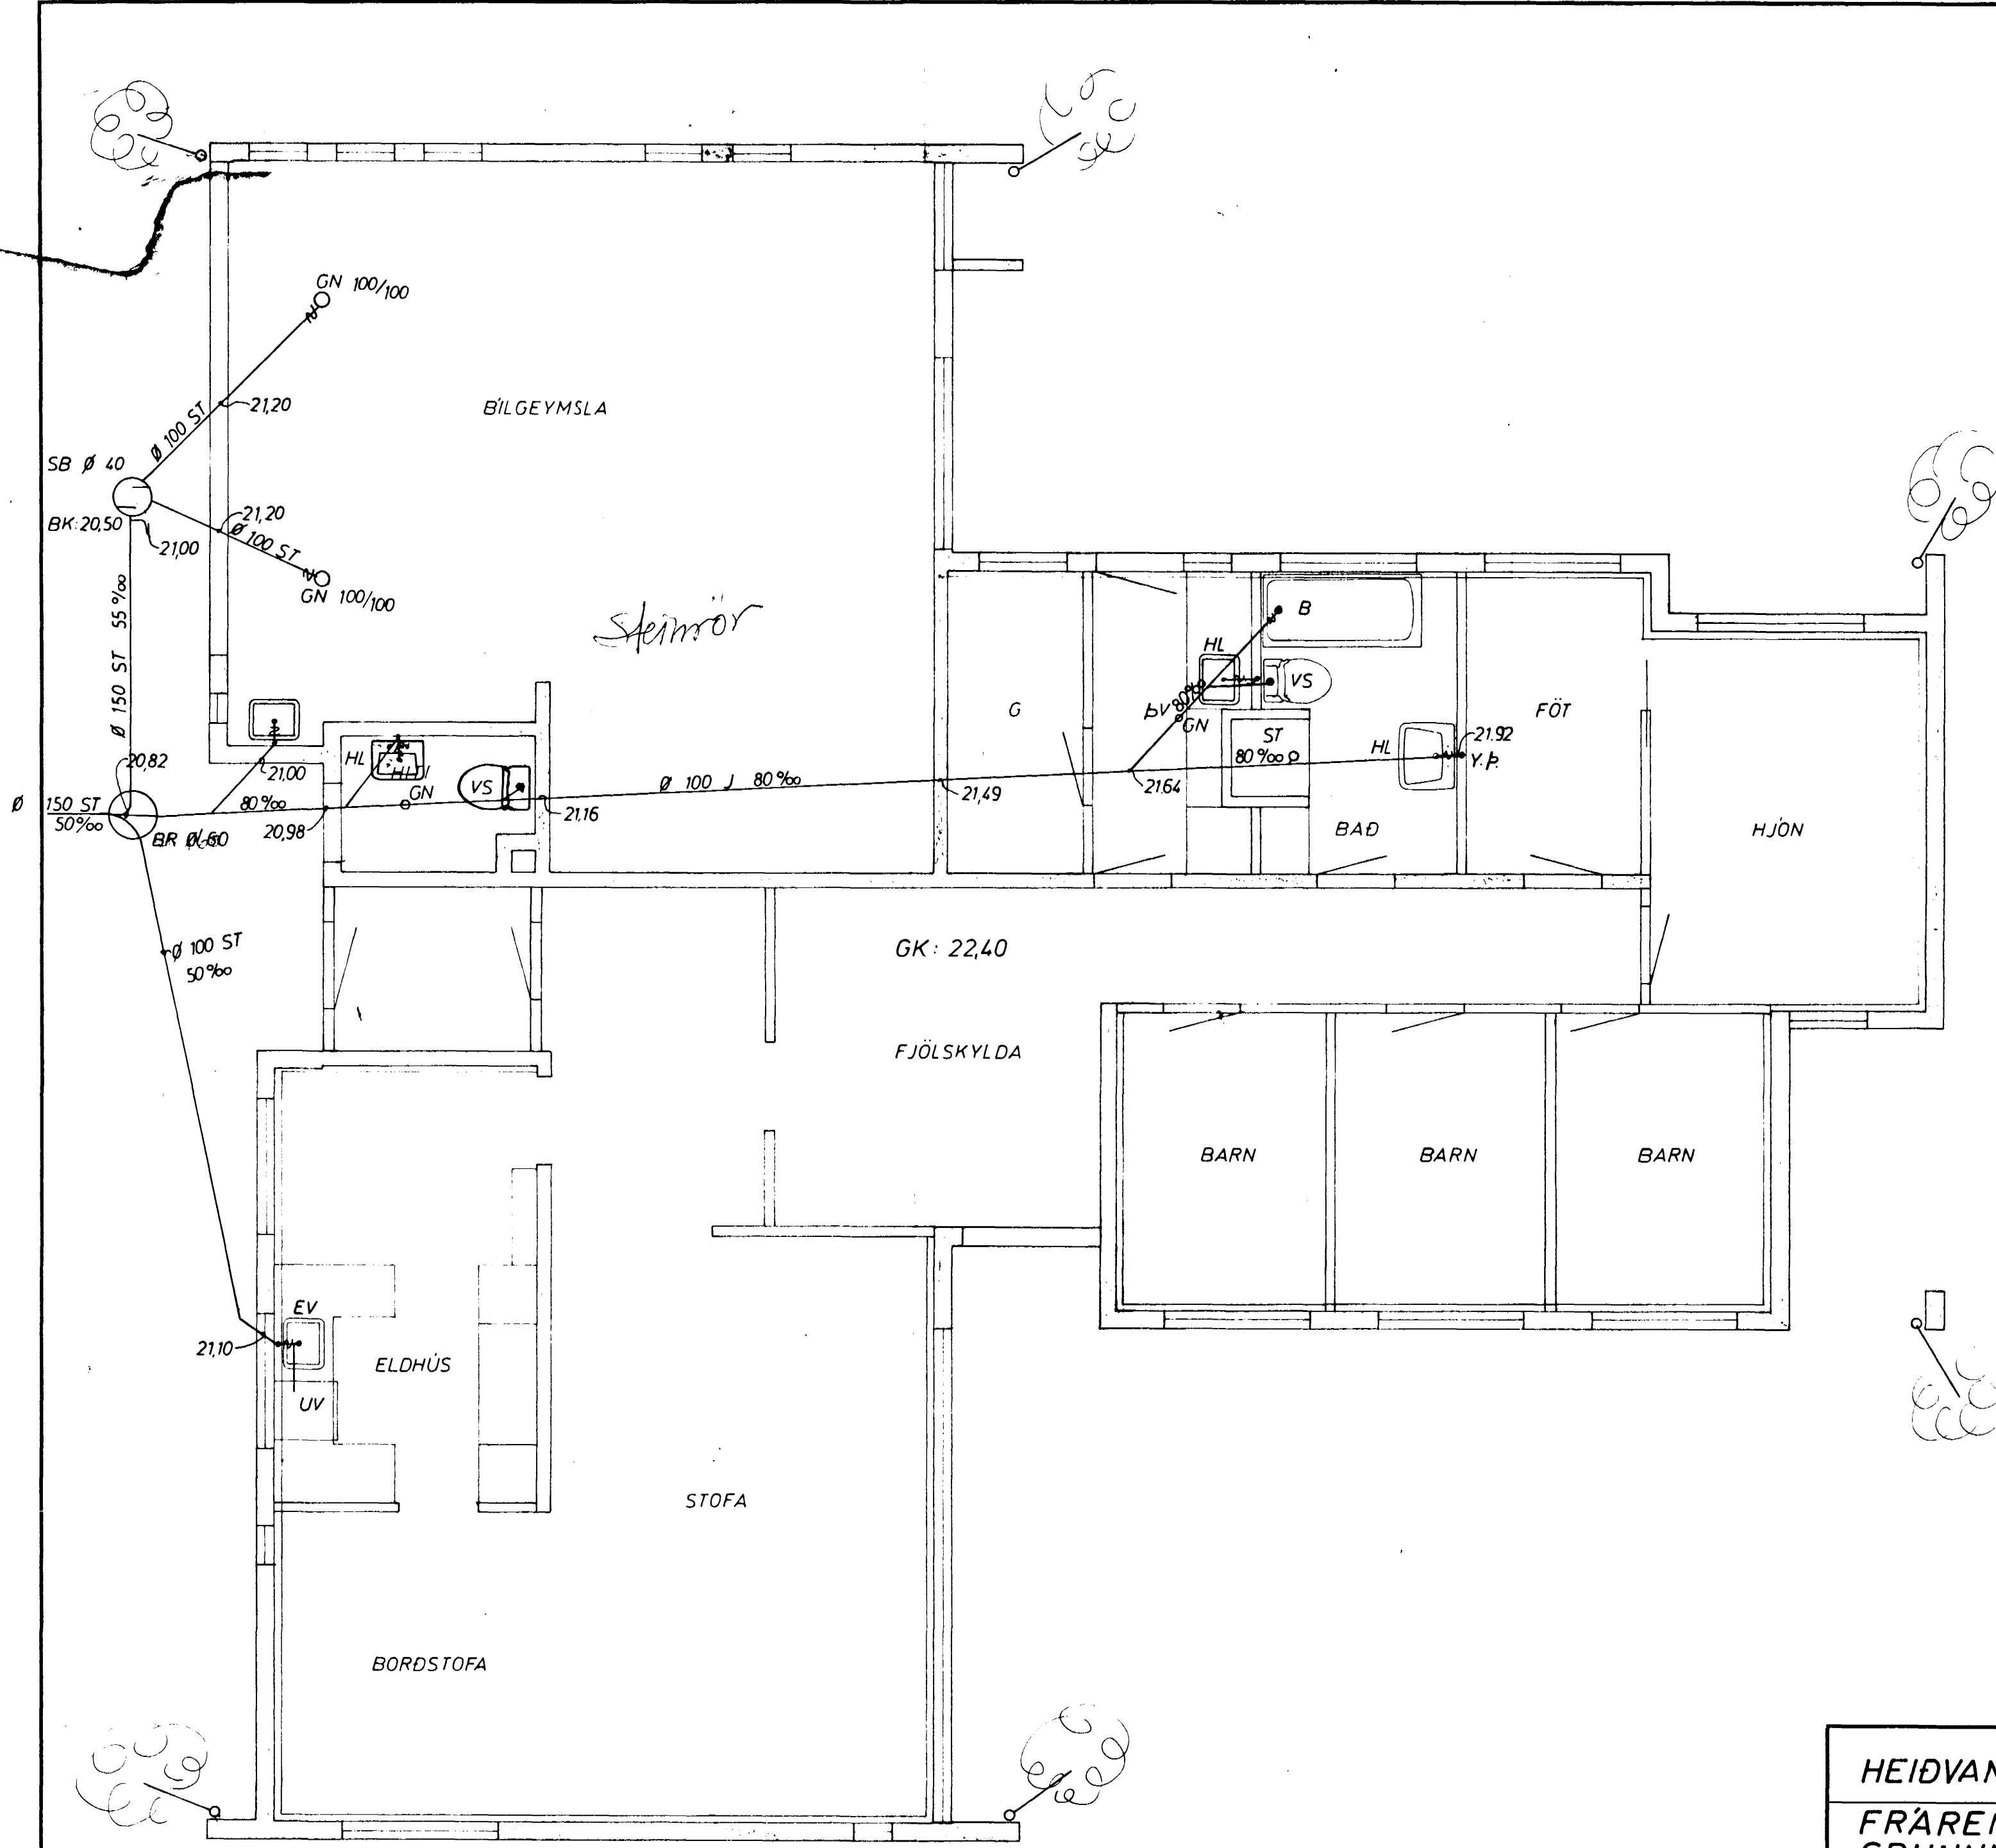 GN 100/100
21,20
Ø 100 ST
BÍLGEYMSLA
SB Ø 40
BK: 20,50
21,00
21,20
Ø 100 ST
GN 100/100
Ø 150 ST 55‰
Steinrör
B
HL
VS
ÞV
80‰
GN
G
ST
80‰
HL
21.92
Y.Þ.
FÖT
BAÐ
HJÓN
20,82
21,00
HL
GN
VS
Ø 100 J 80‰
21,16
21,49
21.64
Ø 150 ST
50‰
80‰
20,98
Ø 100 ST
50‰
GK: 22,40
FJÖLSKYLDA
BARN
BARN
BARN
EV
21,10
ELDHÚS
UV
STOFA
BORÐSTOFA